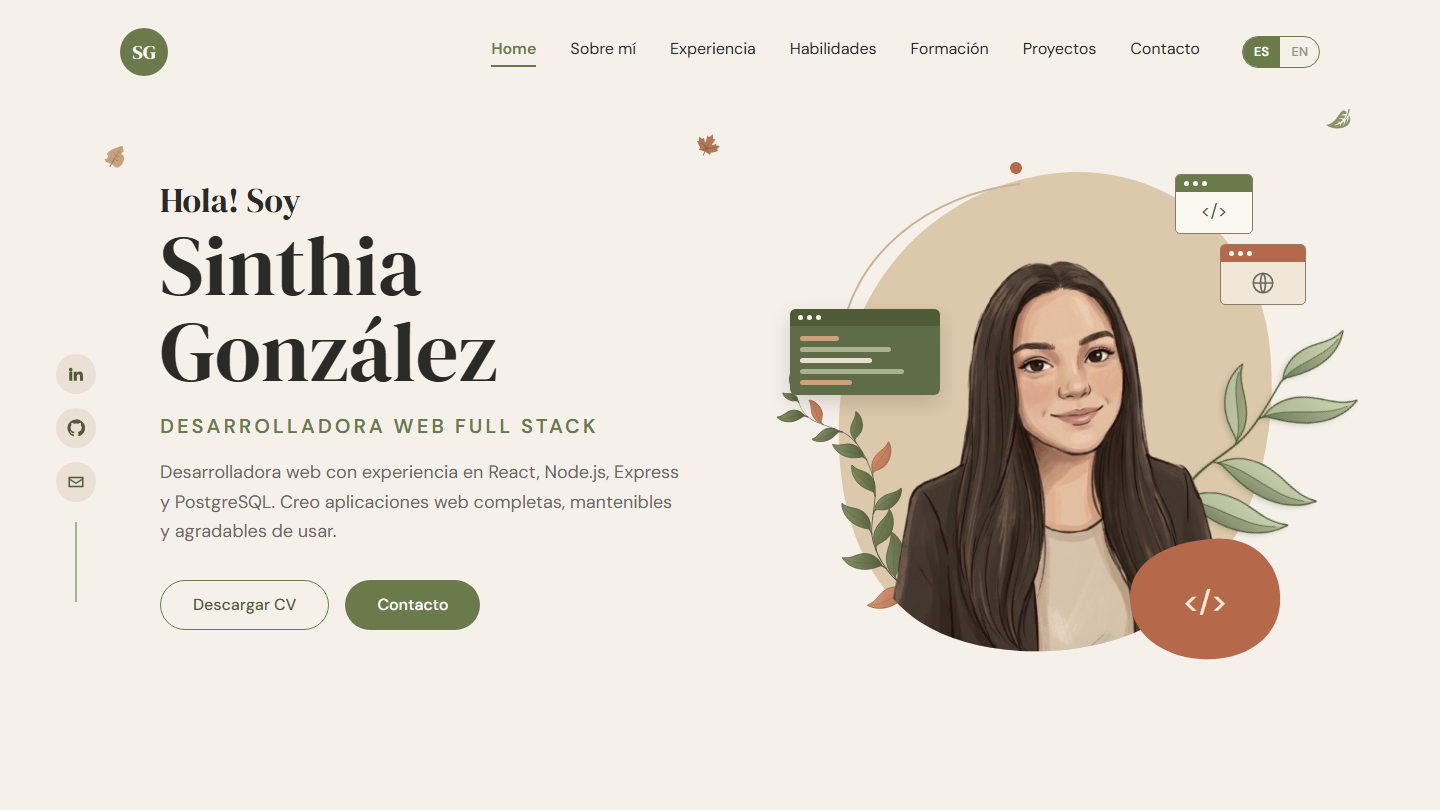 SG
Home Sobre mí Experiencia Habilidades Formación Proyectos Contacto ES EN
Hola! Soy
Sinthia
González
DESARROLLADORA WEB FULL STACK
Desarrolladora web con experiencia en React, Node.js, Express
y PostgreSQL. Creo aplicaciones web completas, mantenibles
y agradables de usar.
Descargar CV Contacto
in
</>
</>